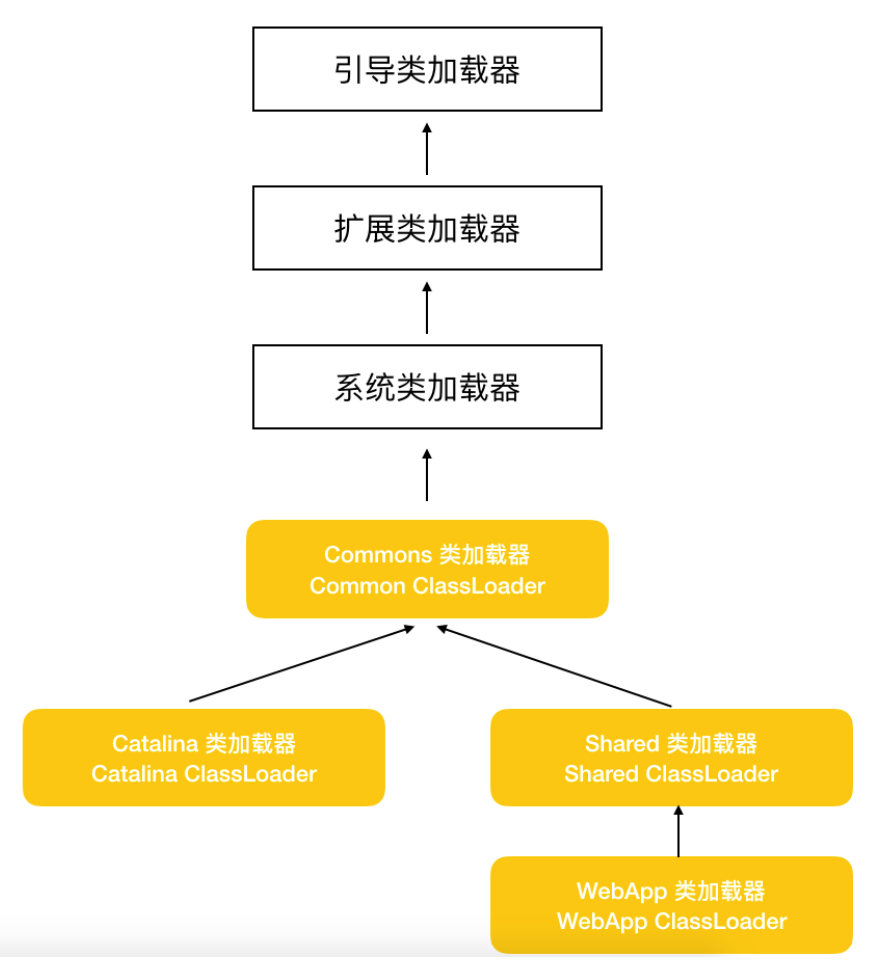 引导类加载器
扩展类加载器
系统类加载器
Commons 类加载器
Common ClassLoader
Catalina 类加载器
Catalina ClassLoader
Shared 类加载器
Shared ClassLoader
WebApp 类加载器
WebApp ClassLoader